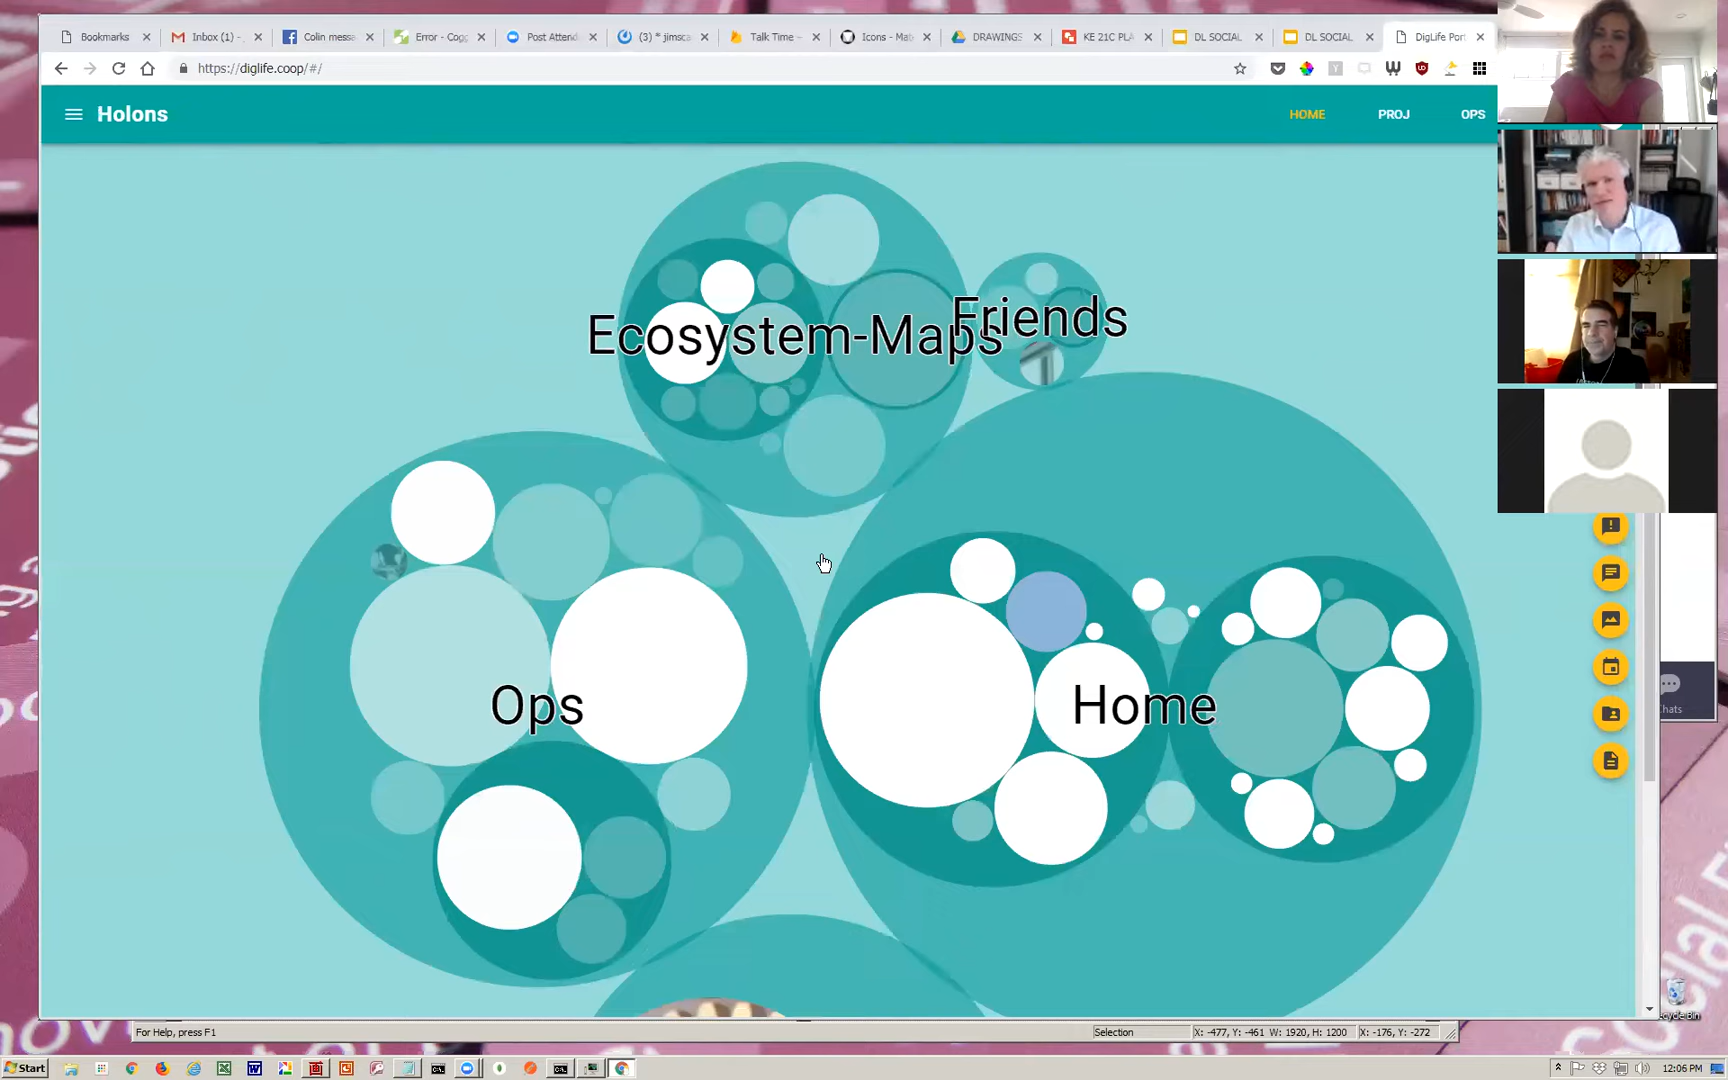 Bookmarks
Inbox (1) -
Colin messa
Error - Cogg
Post Attend
(3) * jimsca
Talk Time -
Icons - Mat
DRAWINGS
KE 21C PLA
DL SOCIAL
DL SOCIAL
DigLife Port
https://diglife.coop/#/
Holons
HOME
PROJ
OPS
Friends
Ecosystem-Maps
Ops
Home
Chats
For Help, press F1
Selection
X: -477, Y: -461 W: 1920, H: 1200
X: -176, Y: -272
Start
12:06 PM